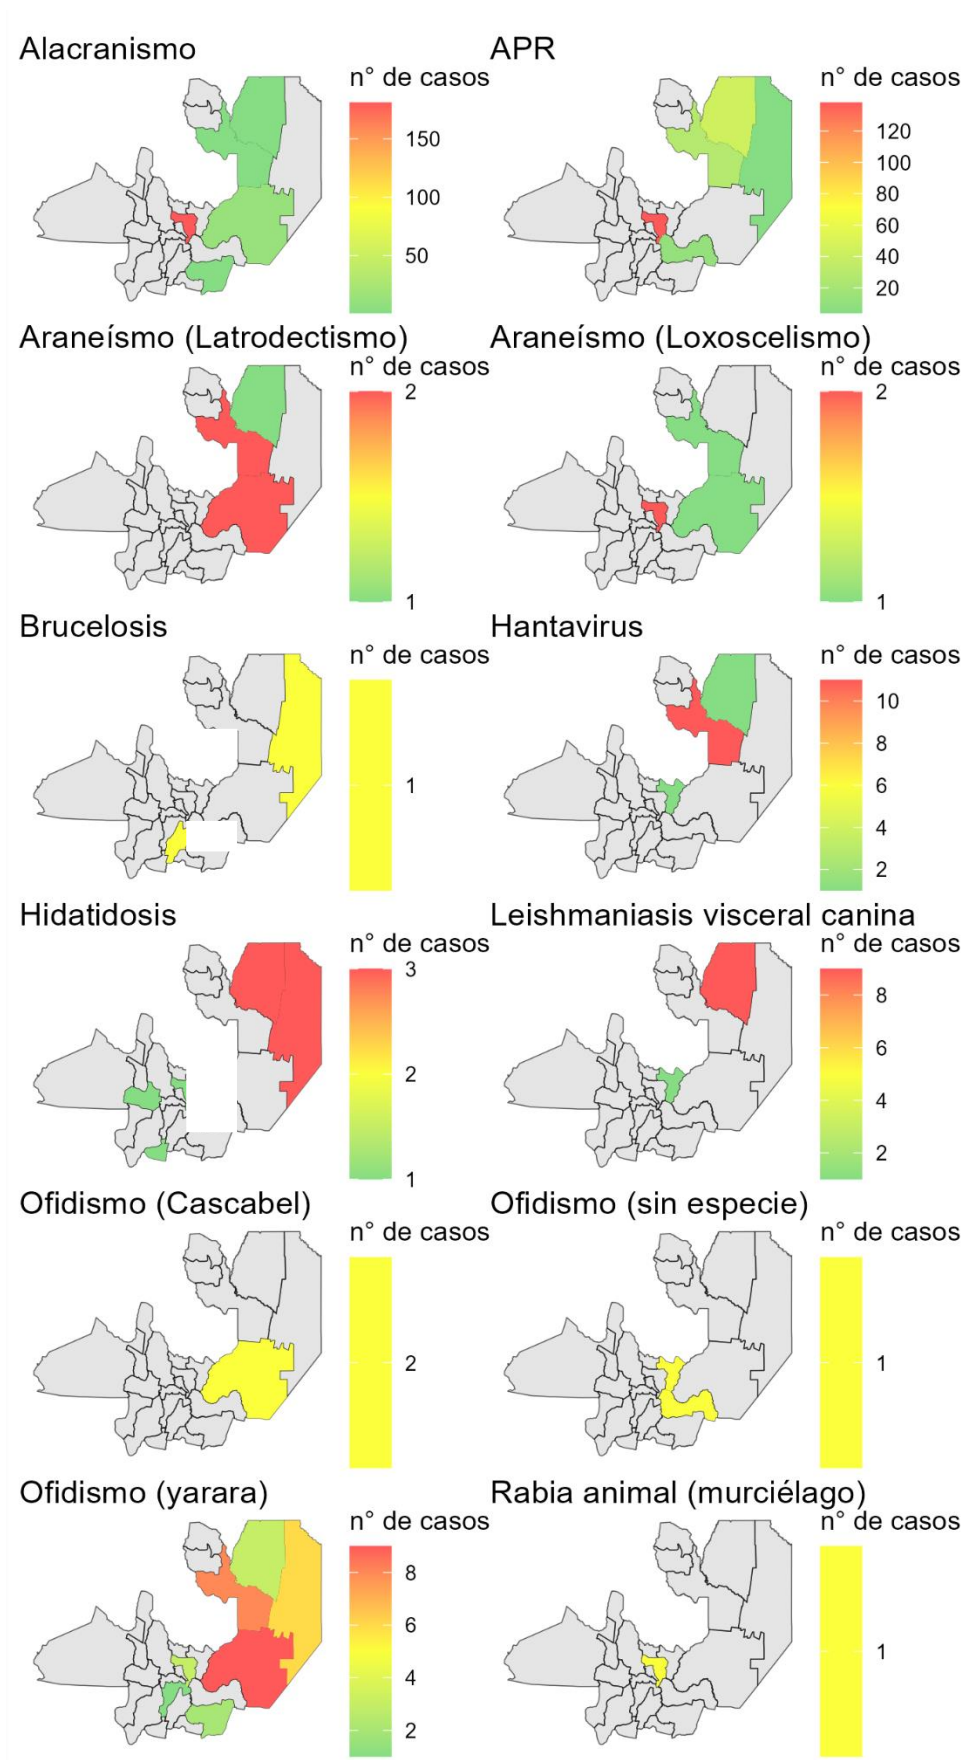 Alacranismo
n° de casos
150
100
50
APR
n° de casos
120
100
80
60
40
20
Araneísmo (Latrodectismo)
n° de casos
2
1
Araneísmo (Loxoscelismo)
n° de casos
2
1
Brucelosis
n° de casos
1
Hantavirus
n° de casos
10
8
6
4
2
Hidatidosis
n° de casos
3
2
1
Leishmaniasis visceral canina
n° de casos
8
6
4
2
Ofidismo (Cascabel)
n° de casos
2
Ofidismo (sin especie)
n° de casos
1
Ofidismo (yarara)
n° de casos
8
6
4
2
Rabia animal (murciélago)
n° de casos
1